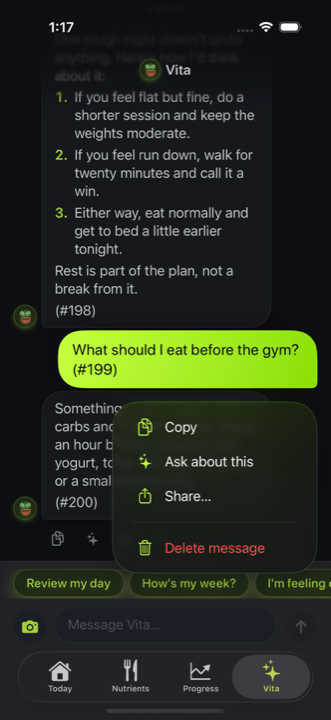 1:17
One rough night doesn't undo
about it:
Vita
1. If you feel flat but fine, do a
shorter session and keep the
weights moderate.
2. If you feel run down, walk for
twenty minutes and call it a
win.
3. Either way, eat normally and
get to bed a little earlier
tonight.
Rest is part of the plan, not a
break from it.
(#198)
What should I eat before the gym?
(#199)
Something
carbs and
an hour b
yogurt, to
or a smal
(#200)
Copy
Ask about this
Share...
Delete message
Review my day
How's my week?
I'm feeling
Message Vita...
Today
Nutrients
Progress
Vita